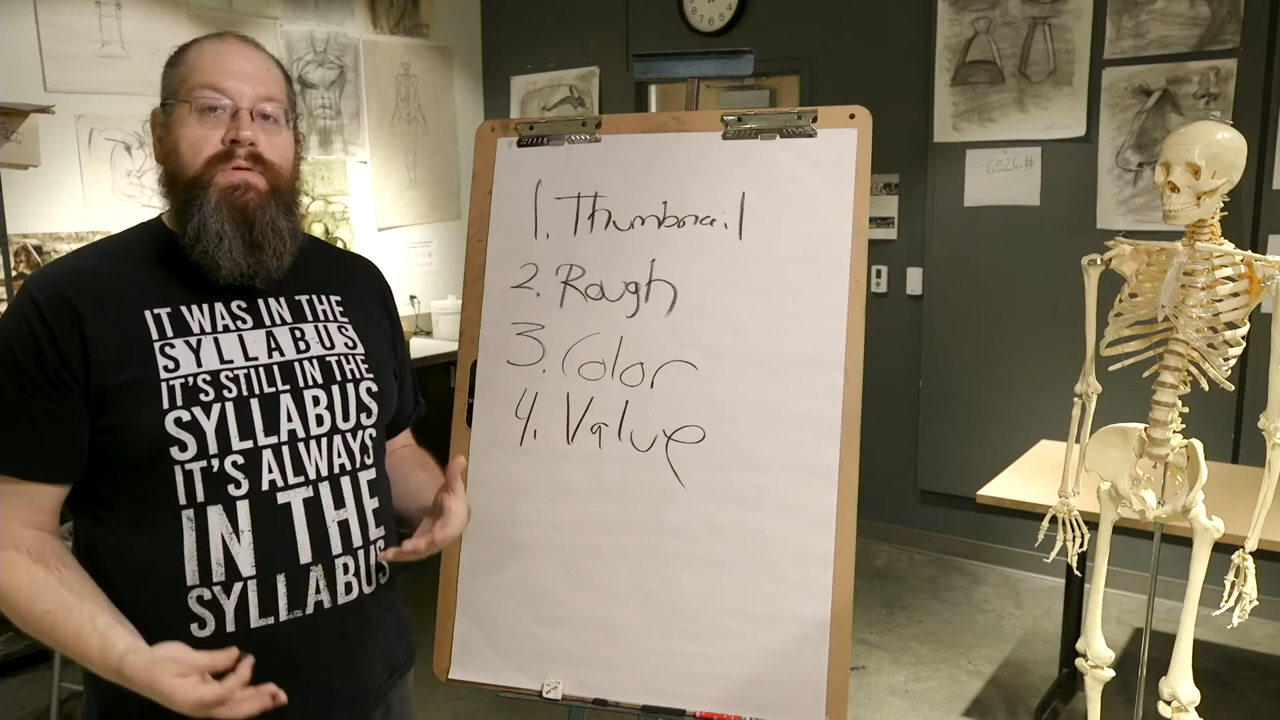 IT WAS IN THE
SYLLABUS
IT'S STILL IN THE
SYLLABUS
IT'S ALWAYS
IN THE
SYLLABUS
1. Thumbnail
2. Rough
3. Color
4. Value
6526#